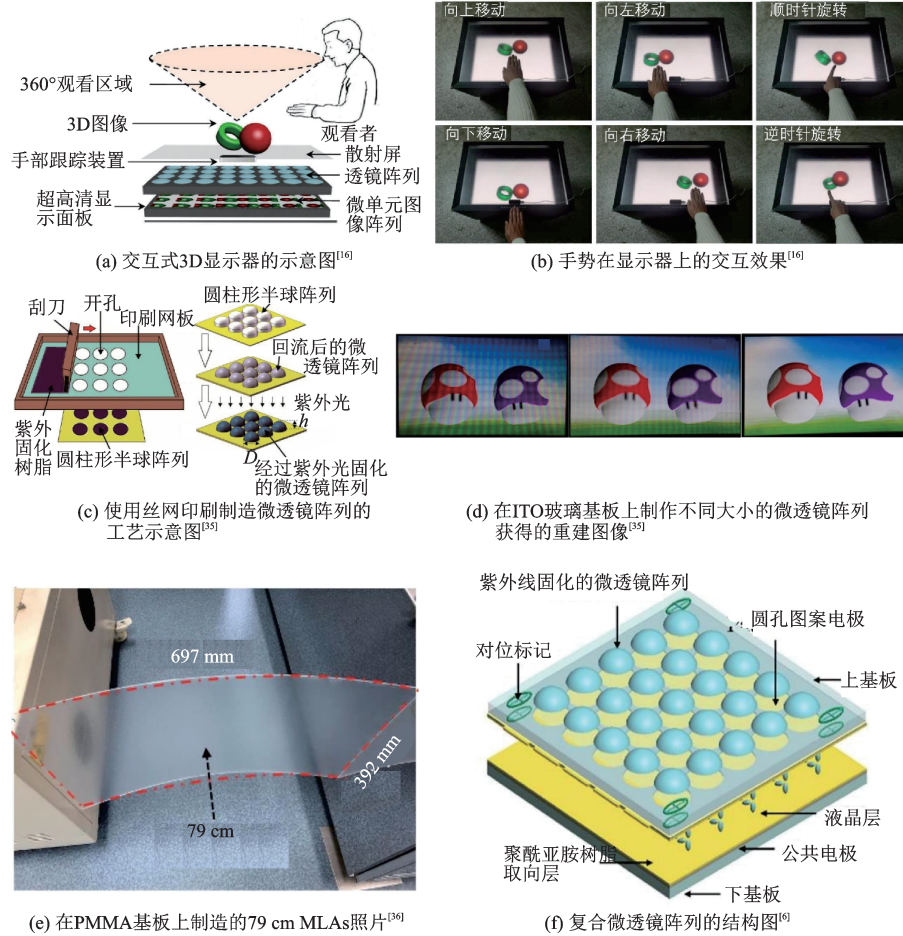 360°观看区域
3D图像
手部跟踪装置
超高清显
示面板
观看者
散射屏
透镜阵列
微单元图
像阵列
(a) 交互式3D显示器的示意图[16]
向上移动
向左移动
顺时针旋转
向下移动
向右移动
逆时针旋转
(b) 手势在显示器上的交互效果[16]
刮刀
开孔
印刷网板
紫外
固化
树脂
圆柱形半球阵列
圆柱形半球阵列
回流后的微
透镜阵列
紫外光
h
D
经过紫外光固化
的微透镜阵列
(c) 使用丝网印刷制造微透镜阵列的
工艺示意图[35]
(d) 在ITO玻璃基板上制作不同大小的微透镜阵列
获得的重建图像[35]
697 mm
392 mm
79 cm
(e) 在PMMA基板上制造的79 cm MLAs照片[36]
紫外线固化的微透镜阵列
对位标记
圆孔图案电极
上基板
液晶层
聚酰亚胺树脂
取向层
公共电极
下基板
(f) 复合微透镜阵列的结构图[6]